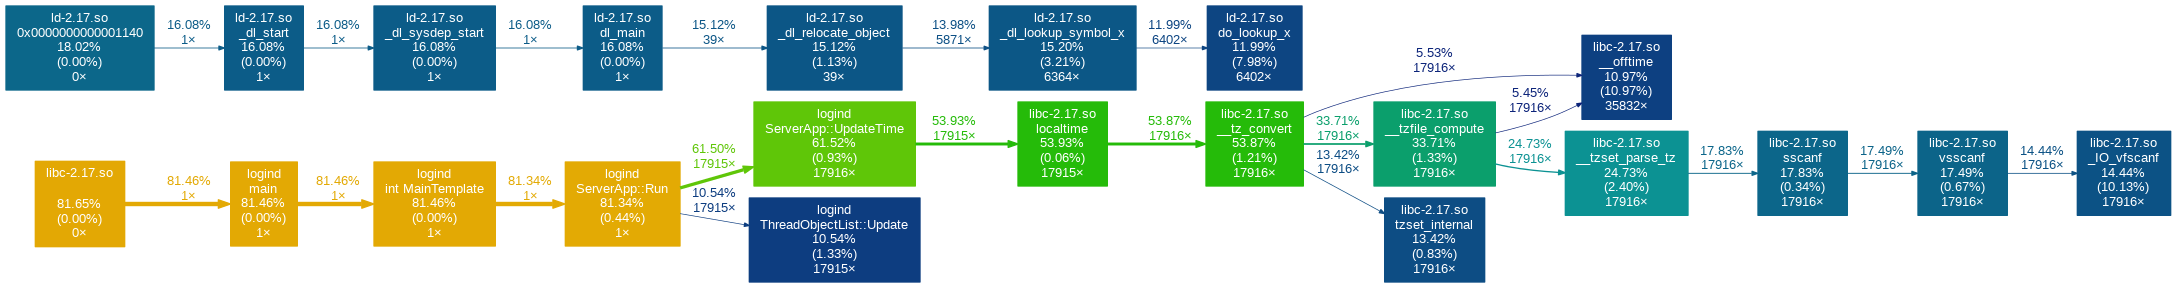 ld-2.17.so
0x0000000000001140
18.02%
(0.00%)
0×
16.08%
1×
ld-2.17.so
_dl_start
16.08%
(0.00%)
1×
16.08%
1×
ld-2.17.so
_dl_sysdep_start
16.08%
(0.00%)
1×
16.08%
1×
ld-2.17.so
dl_main
16.08%
(0.00%)
1×
15.12%
39×
ld-2.17.so
_dl_relocate_object
15.12%
(1.13%)
39×
13.98%
5871×
ld-2.17.so
_dl_lookup_symbol_x
15.20%
(3.21%)
6364×
11.99%
6402×
ld-2.17.so
do_lookup_x
11.99%
(7.98%)
6402×
libc-2.17.so
81.65%
(0.00%)
0×
81.46%
1×
logind
main
81.46%
(0.00%)
1×
81.46%
1×
logind
int MainTemplate
81.46%
(0.00%)
1×
81.34%
1×
logind
ServerApp::Run
81.34%
(0.44%)
1×
61.50%
17915×
logind
ServerApp::UpdateTime
61.52%
(0.93%)
17916×
10.54%
17915×
logind
ThreadObjectList::Update
10.54%
(1.33%)
17915×
53.93%
17915×
libc-2.17.so
localtime
53.93%
(0.06%)
17915×
53.87%
17916×
libc-2.17.so
__tz_convert
53.87%
(1.21%)
17916×
5.53%
17916×
33.71%
17916×
13.42%
17916×
libc-2.17.so
__tzfile_compute
33.71%
(1.33%)
17916×
libc-2.17.so
tzset_internal
13.42%
(0.83%)
17916×
5.45%
17916×
libc-2.17.so
__offtime
10.97%
(10.97%)
35832×
24.73%
17916×
libc-2.17.so
__tzset_parse_tz
24.73%
(2.40%)
17916×
17.83%
17916×
libc-2.17.so
sscanf
17.83%
(0.34%)
17916×
17.49%
17916×
libc-2.17.so
vsscanf
17.49%
(0.67%)
17916×
14.44%
17916×
libc-2.17.so
_IO_vfscanf
14.44%
(10.13%)
17916×